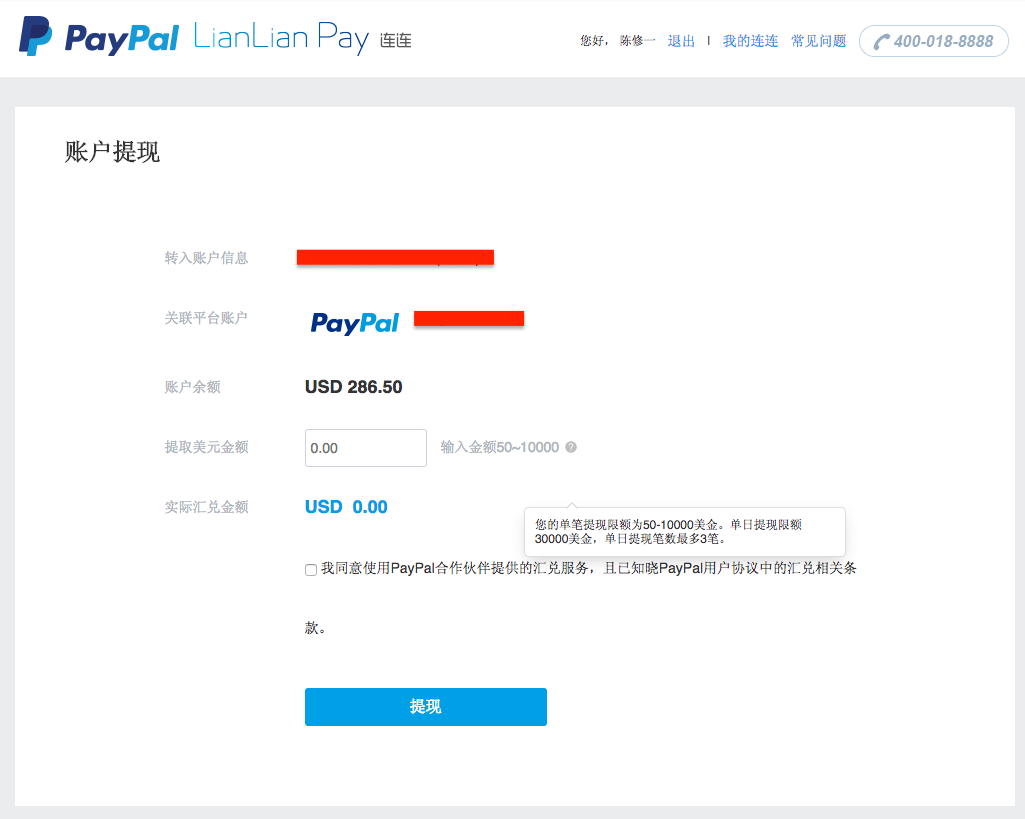 PayPal LianLian Pay 连连
您好， 陈修一 退出 | 我的连连 常见问题 400-018-8888
账户提现
转入账户信息
关联平台账户 PayPal
账户余额 USD 286.50
提取美元金额 0.00 输入金额50~10000 ?
实际汇兑金额 USD 0.00
您的单笔提现限额为50-10000美金。单日提现限额
30000美金，单日提现笔数最多3笔。
我同意使用PayPal合作伙伴提供的汇兑服务，且已知晓PayPal用户协议中的汇兑相关条
款。
提现